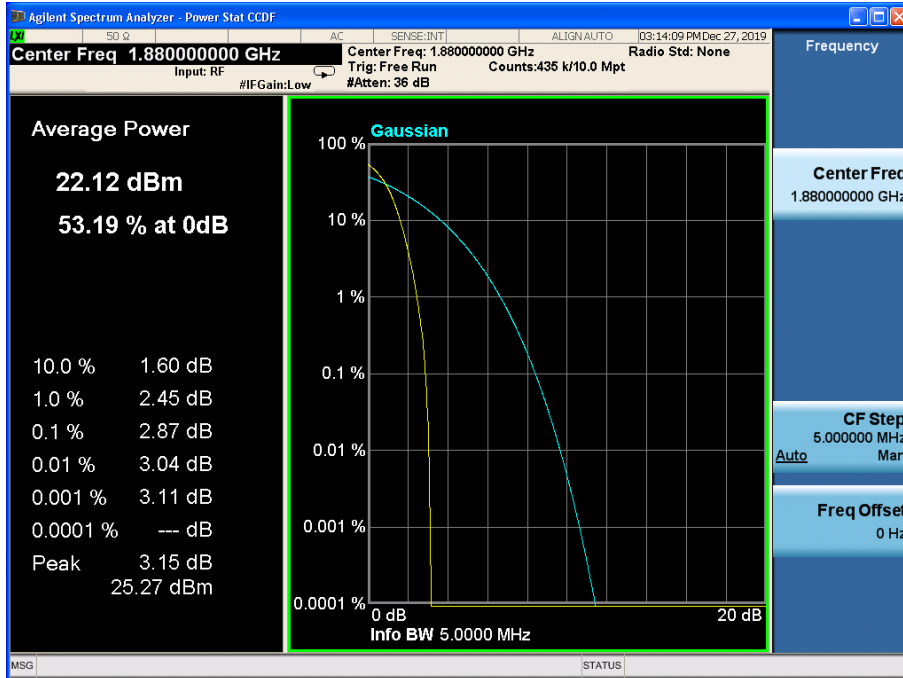 Agilent Spectrum Analyzer - Power Stat CCDF
LXI 50 Ω AC SENSE:INT ALIGN AUTO 03:14:09 PM Dec 27, 2019
Center Freq 1.880000000 GHz
Input: RF
#IFGain:Low
Center Freq: 1.880000000 GHz
Trig: Free Run Counts:435 k/10.0 Mpt
#Atten: 36 dB
Radio Std: None
Frequency
Average Power
22.12 dBm
53.19 % at 0dB
10.0 % 1.60 dB
1.0 % 2.45 dB
0.1 % 2.87 dB
0.01 % 3.04 dB
0.001 % 3.11 dB
0.0001 % --- dB
Peak 3.15 dB
25.27 dBm
Gaussian
100 %
10 %
1 %
0.1 %
0.01 %
0.001 %
0.0001 %
0 dB 20 dB
Info BW 5.0000 MHz
Center Freq
1.880000000 GHz
CF Step
5.000000 MHz
Auto Man
Freq Offset
0 Hz
MSG STATUS